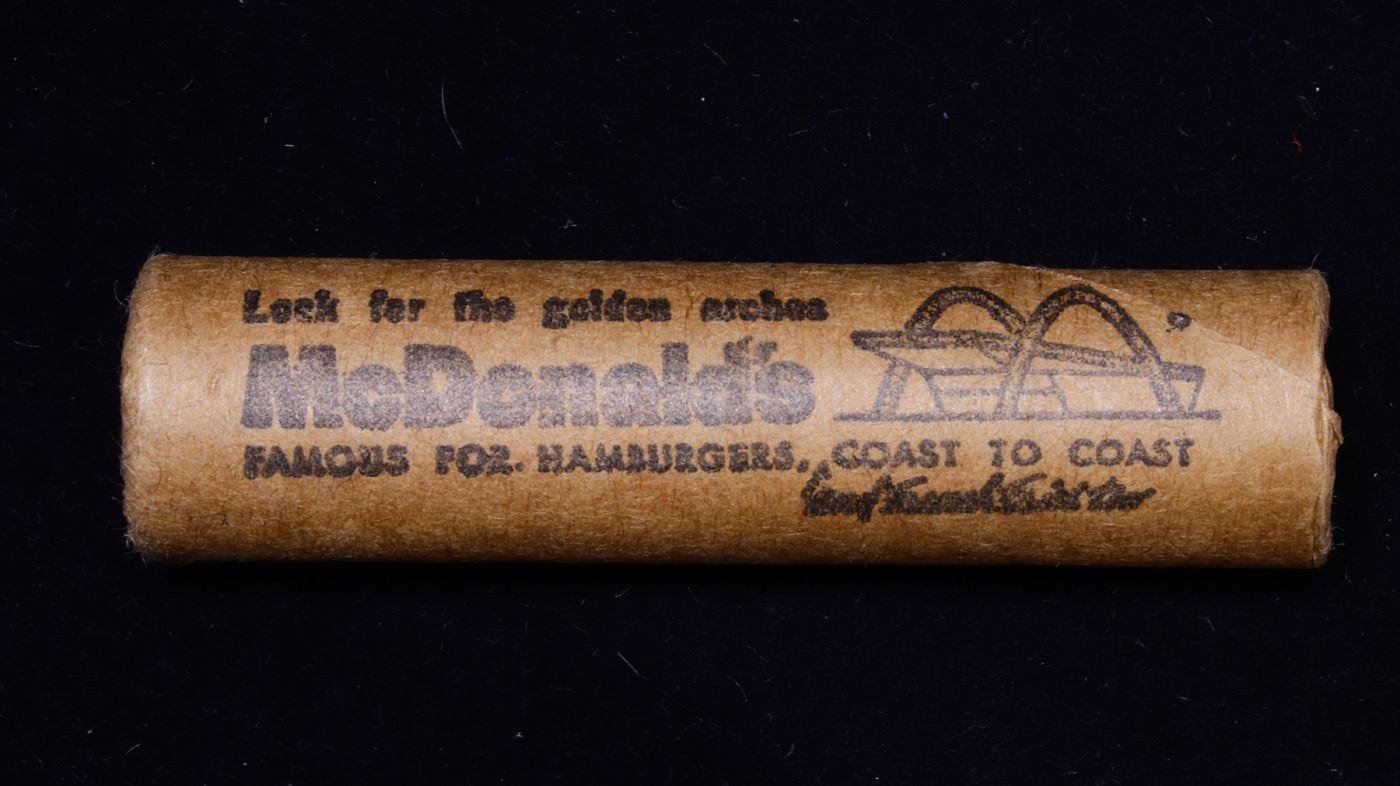 Look for the golden arches
McDonald's
FAMOUS FOR HAMBURGERS, COAST TO COAST